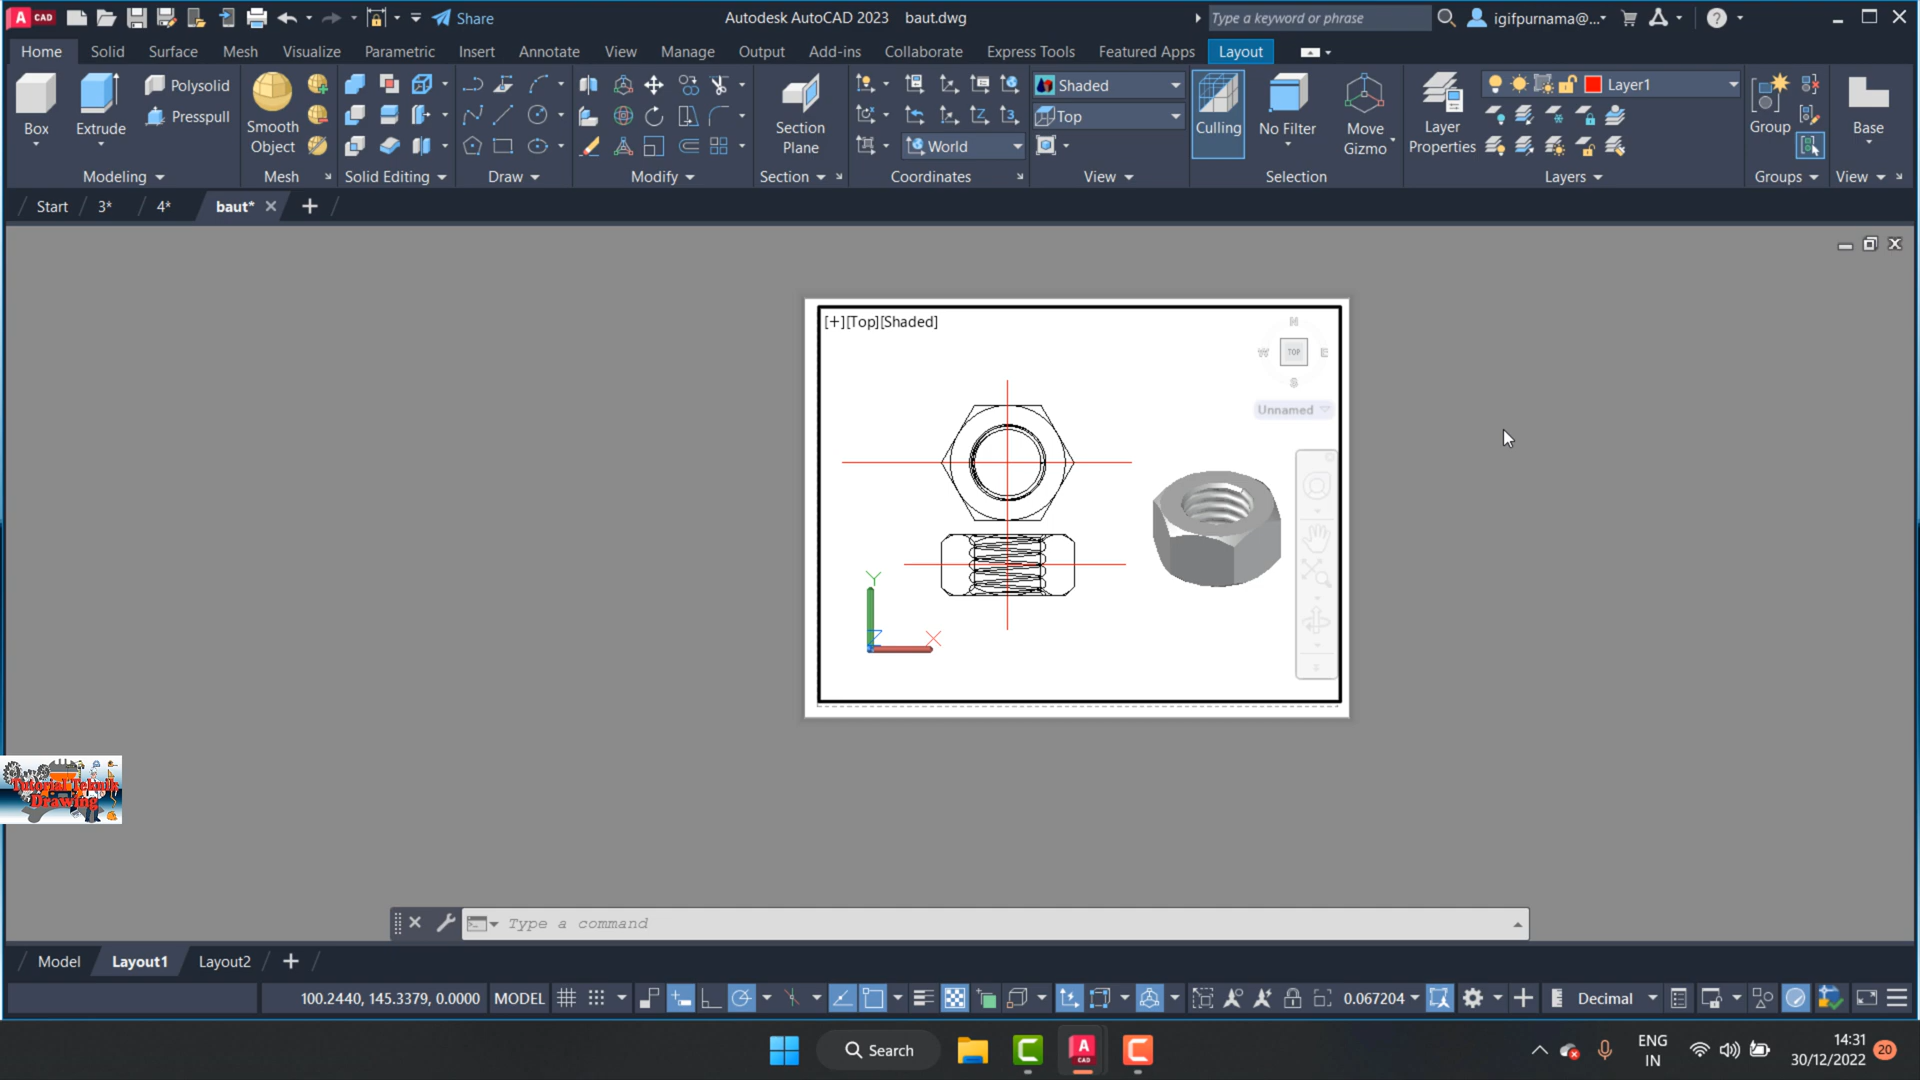 CAD
Share
Autodesk AutoCAD 2023 baut.dwg
Type a keyword or phrase
igifpurnama@...
Home Solid Surface Mesh Visualize Parametric Insert Annotate View Manage Output Add-ins Collaborate Express Tools Featured Apps Layout
Box
Extrude
Polysolid
Presspull
Smooth
Object
Section
Plane
World
Shaded
Top
Culling
No Filter
Move
Gizmo
Layer
Properties
Layer1
Group
Base
Modeling Mesh Solid Editing Draw Modify Section Coordinates View Selection Layers Groups View
Start 3* 4* baut*
[+][Top][Shaded]
N
W TOP E
S
Unnamed
Y
Z
X
Tutorial Teknik
Drawing
Type a command
Model Layout1 Layout2
100.2440, 145.3379, 0.0000 MODEL 0.067204 Decimal
Search
A
CAD
ENG
IN
14:31
30/12/2022
20